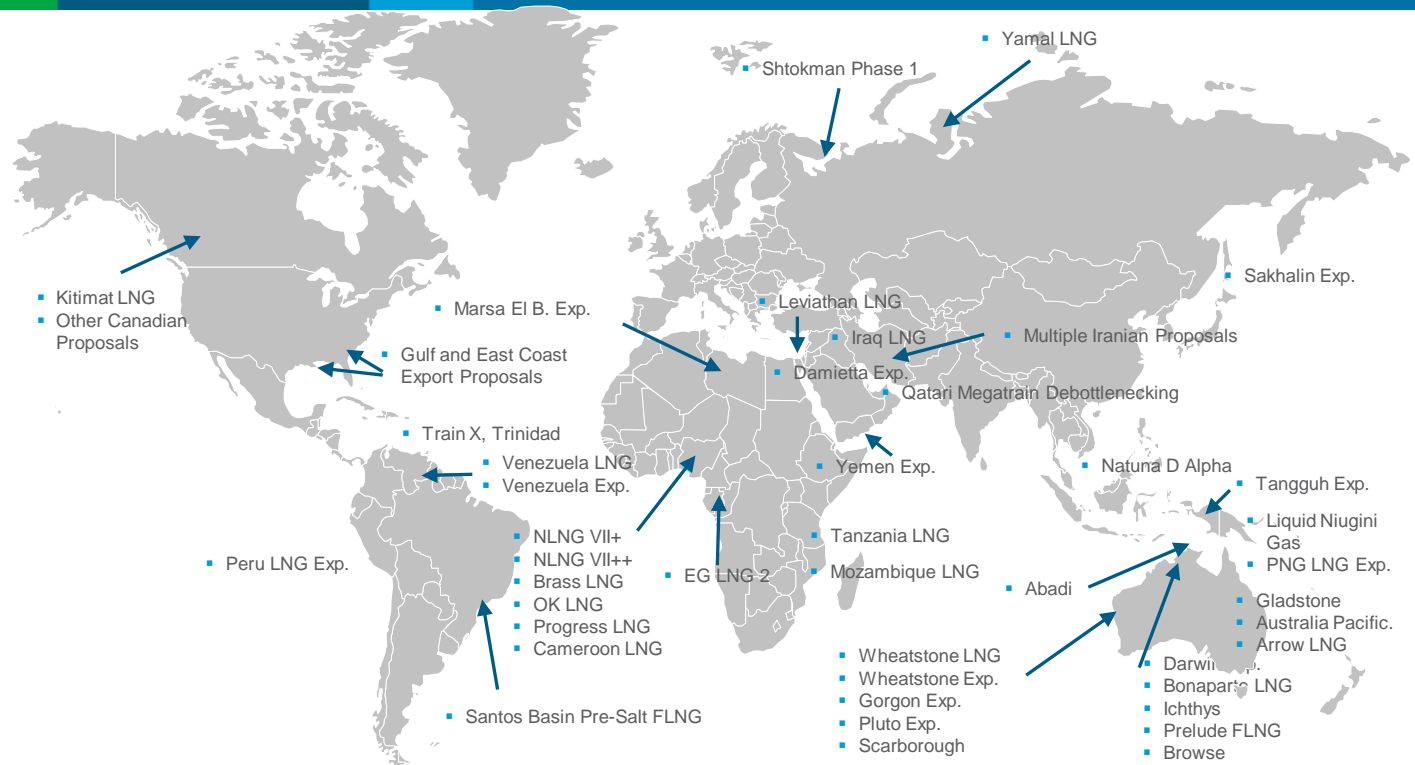 ▪ Yamal LNG
▪ Shtokman Phase 1
▪ Sakhalin Exp.
▪ Kitimat LNG
▪ Other Canadian
Proposals
▪ Marsa El B. Exp.
▪ Leviathan LNG
▪ Iraq LNG
▪ Multiple Iranian Proposals
▪ Gulf and East Coast
Export Proposals
▪ Damietta Exp.
▪ Qatari Megatrain Debottlenecking
▪ Train X, Trinidad
▪ Venezuela LNG
▪ Venezuela Exp.
▪ Yemen Exp.
▪ Natuna D Alpha
▪ Tangguh Exp.
▪ Liquid Niugini
Gas
▪ PNG LNG Exp.
▪ Peru LNG Exp.
▪ NLNG VII+
▪ NLNG VII++
▪ Brass LNG
▪ OK LNG
▪ Progress LNG
▪ Cameroon LNG
▪ EG LNG 2
▪ Tanzania LNG
▪ Mozambique LNG
▪ Abadi
▪ Gladstone
▪ Australia Pacific.
▪ Arrow LNG
▪ Wheatstone LNG
▪ Wheatstone Exp.
▪ Gorgon Exp.
▪ Pluto Exp.
▪ Scarborough
▪ Darwin Exp.
▪ Bonaparte LNG
▪ Ichthys
▪ Prelude FLNG
▪ Browse
▪ Santos Basin Pre-Salt FLNG